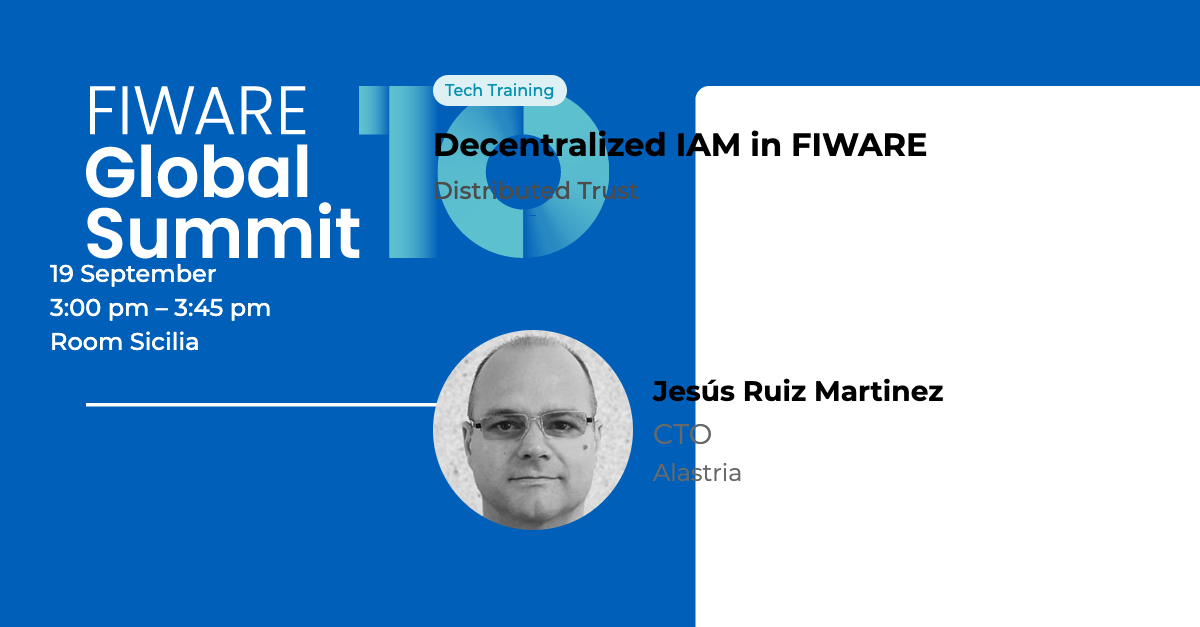 FIWARE
Global
Summit
10
19 September
3:00 pm – 3:45 pm
Room Sicilia
Tech Training
Decentralized IAM in FIWARE
Distributed Trust
Jesús Ruiz Martinez
CTO
Alastria